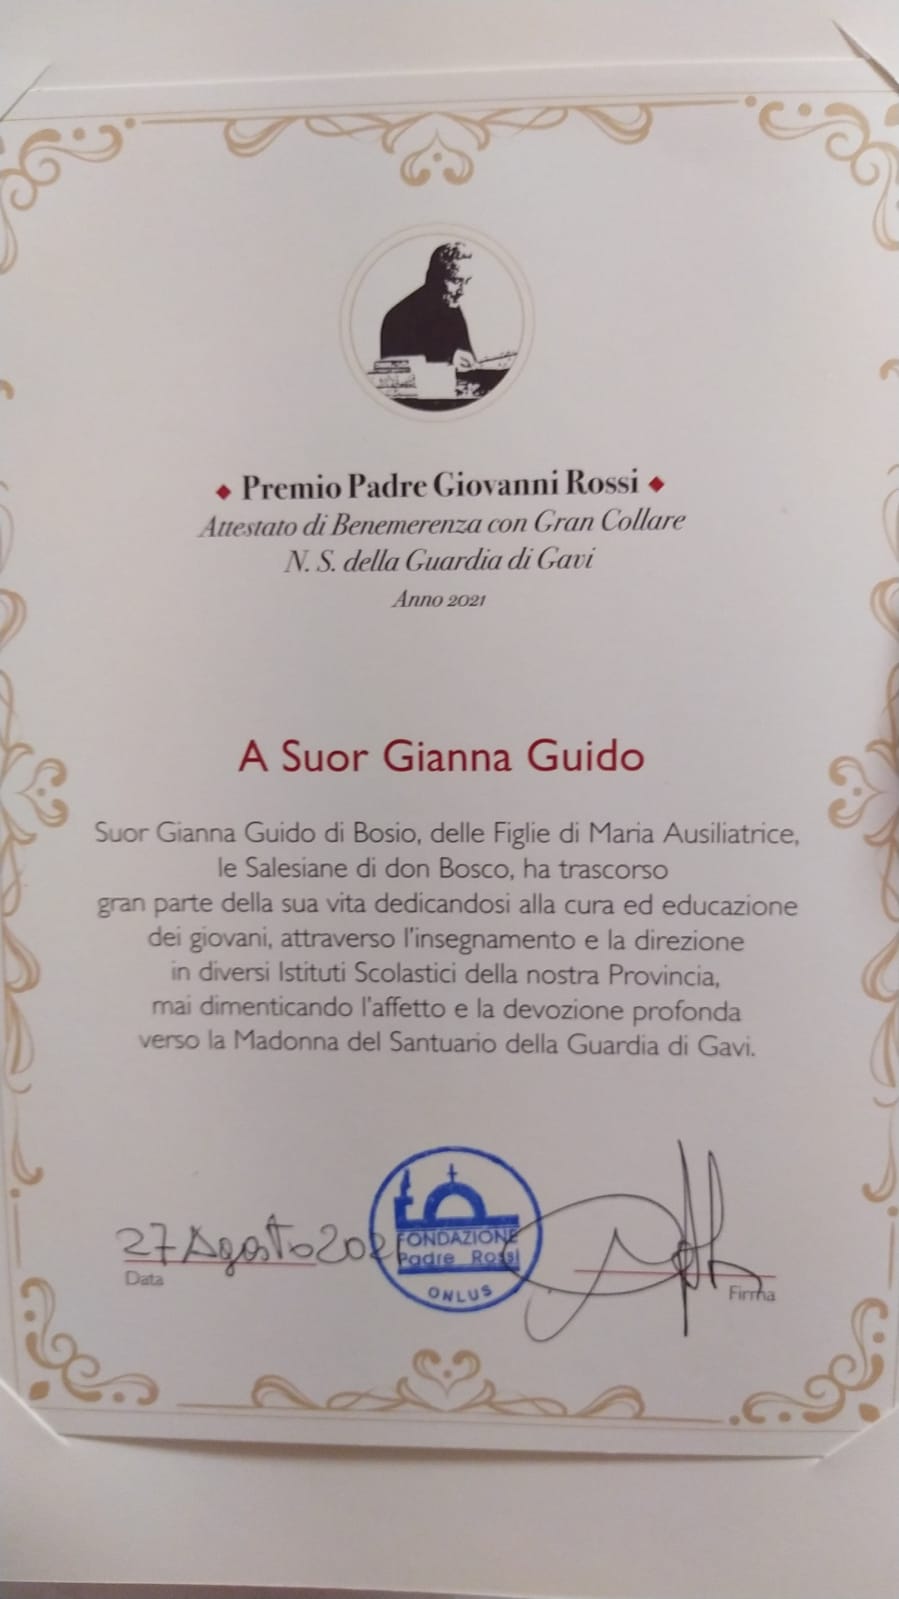 Premio Padre Giovanni Rossi
Attestato di Benemerenza con Gran Collare
N. S. della Guardia di Gavi
Anno 2021
A Suor Gianna Guido
Suor Gianna Guido di Bosio, delle Figlie di Maria Ausiliatrice,
le Salesiane di don Bosco, ha trascorso
gran parte della sua vita dedicandosi alla cura ed educazione
dei giovani, attraverso l'insegnamento e la direzione
in diversi Istituti Scolastici della nostra Provincia,
mai dimenticando l'affetto e la devozione profonda
verso la Madonna del Santuario della Guardia di Gavi.
27 Agosto 2021
Data
FONDAZIONE
Padre Rossi
ONLUS
Firma